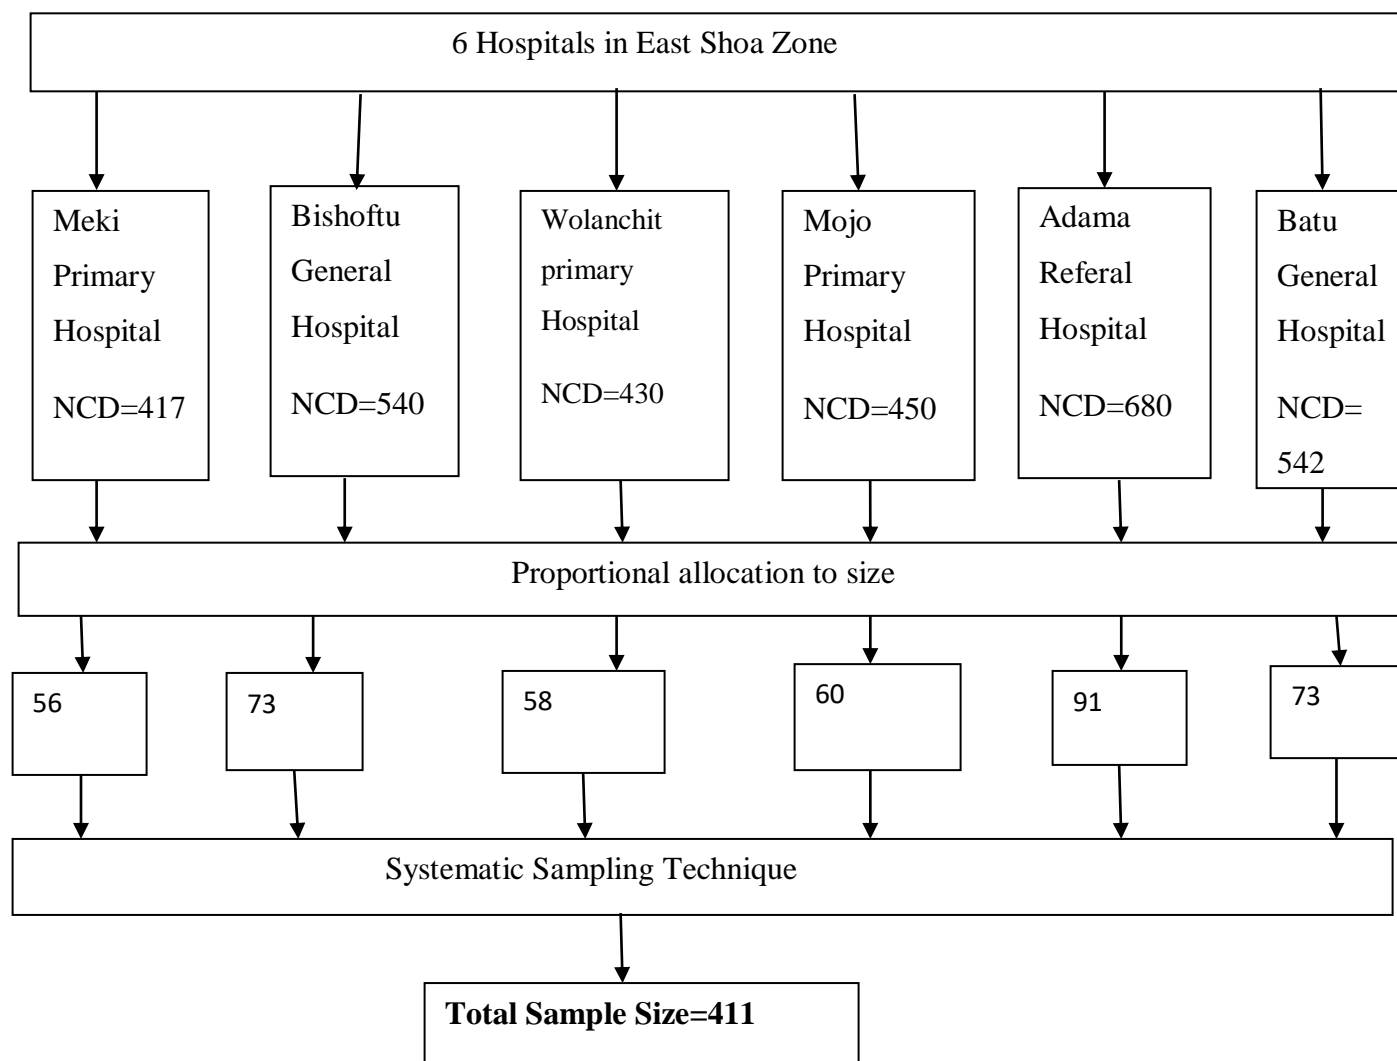 6 Hospitals in East Shoa Zone
Meki
Primary
Hospital
NCD=417
Bishoftu
General
Hospital
NCD=540
Wolanchit
primary
Hospital
NCD=430
Mojo
Primary
Hospital
NCD=450
Adama
Referal
Hospital
NCD=680
Batu
General
Hospital
NCD=
542
Proportional allocation to size
56
73
58
60
91
73
Systematic Sampling Technique
Total Sample Size=411